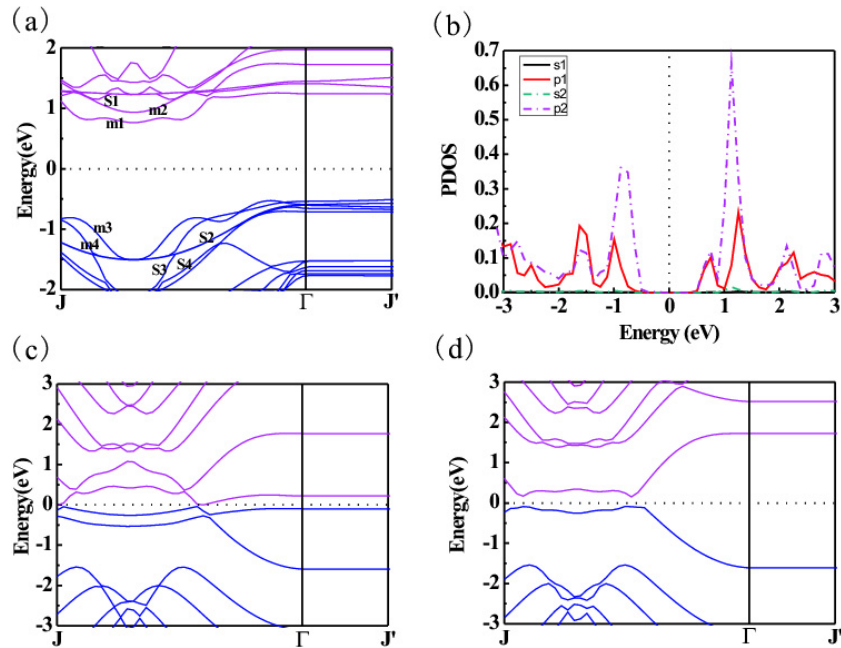 (a)
2
1
0
-1
-2
Energy(eV)
S1
m2
m1
m3
m4
S2
S3
S4
J
Γ
J'
(b)
0.7
0.6
0.5
0.4
0.3
0.2
0.1
0.0
PDOS
s1
p1
s2
p2
-3
-2
-1
0
1
2
3
Energy (eV)
(c)
3
2
1
0
-1
-2
-3
Energy(eV)
J
Γ
J'
(d)
3
2
1
0
-1
-2
-3
Energy(eV)
J
Γ
J'